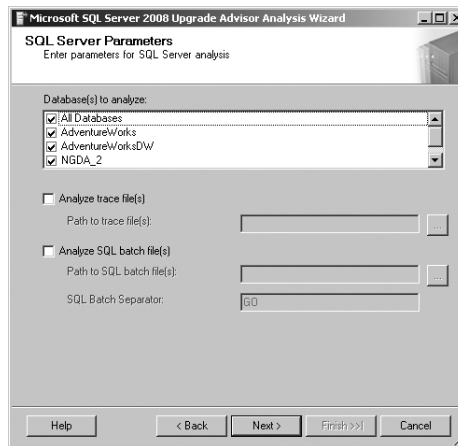 Microsoft SQL Server 2008 Upgrade Advisor Analysis Wizard
SQL Server Parameters
Enter parameters for SQL Server analysis
Database(s) to analyze:
All Databases
AdventureWorks
AdventureWorksDW
NGDA_2
Analyze trace file(s)
Path to trace file(s):
...
Analyze SQL batch file(s)
Path to SQL batch file(s):
...
SQL Batch Separator:
GO
Help
< Back
Next >
Finish >>|
Cancel